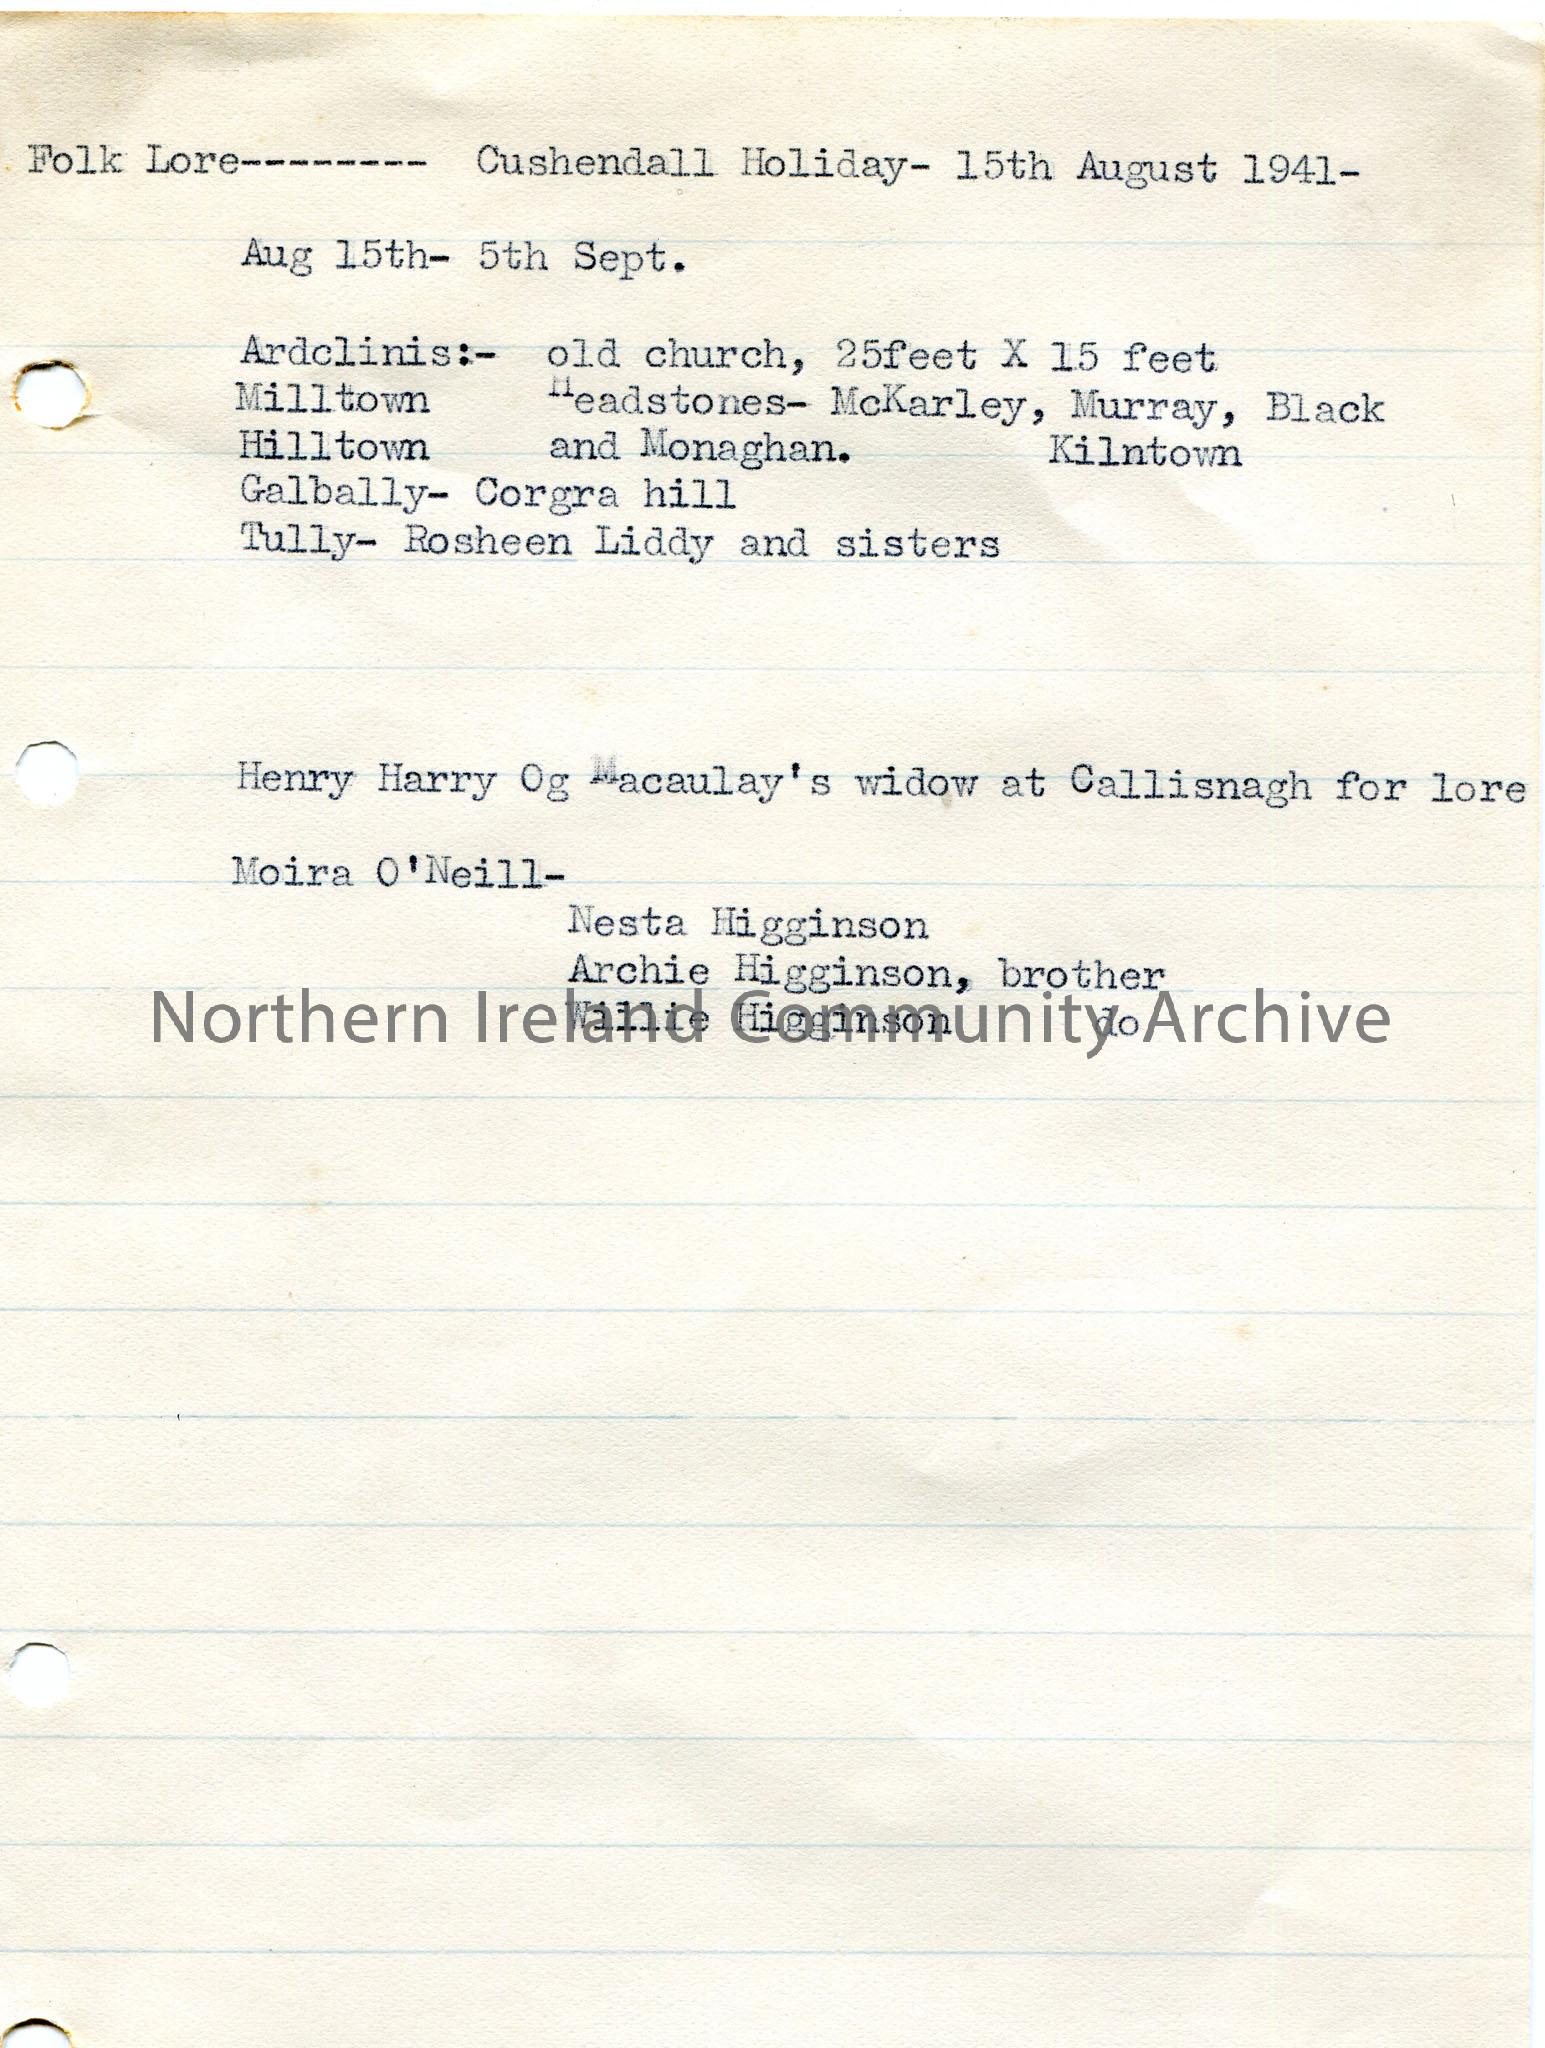 Folk Lore-------- Cushendall Holiday- 15th August 1941-
Aug 15th- 5th Sept.
Ardclinis:- old church, 25feet X 15 feet
Milltown Headstones- McKarley, Murray, Black
Hilltown and Monaghan. Kilntown
Galbally- Corgra hill
Tully- Rosheen Liddy and sisters
Henry Harry Og Macaulay's widow at Callisnagh for lore
Moira O'Neill-
Nesta Higginson
Archie Higginson, brother
Willie Higginson do
Northern Ireland Community Archive